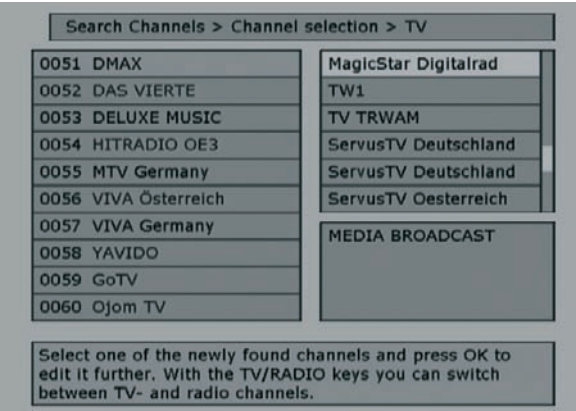 Search Channels > Channel selection > TV
0051 DMAX
0052 DAS VIERTE
0053 DELUXE MUSIC
0054 HITRADIO OE3
0055 MTV Germany
0056 VIVA Österreich
0057 VIVA Germany
0058 YAVIDO
0059 GoTV
0060 Ojom TV
MagicStar Digitalrad
TW1
TV TRWAM
ServusTV Deutschland
ServusTV Deutschland
ServusTV Oesterreich
MEDIA BROADCAST
Select one of the newly found channels and press OK to
edit it further. With the TV/RADIO keys you can switch
between TV- and radio channels.